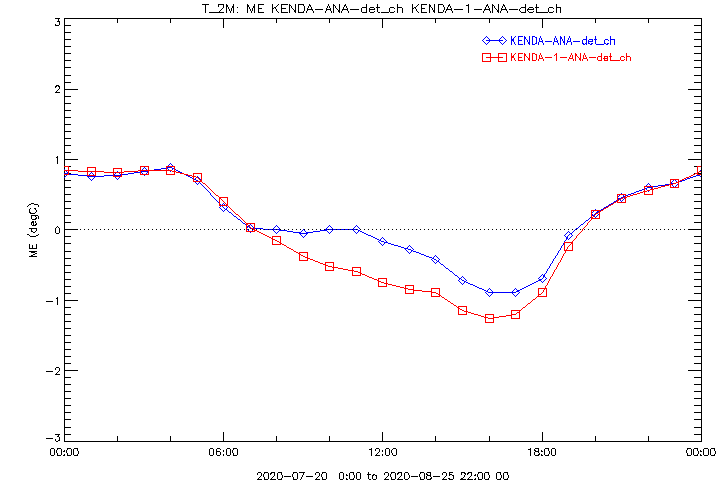 T_2M: ME KENDA-ANA-det_ch KENDA-1-ANA-det_ch
KENDA-ANA-det_ch
KENDA-1-ANA-det_ch
3
2
1
0
-1
-2
-3
ME (degC)
00:00 06:00 12:00 18:00 00:00
2020-07-20 0:00 to 2020-08-25 22:00 00